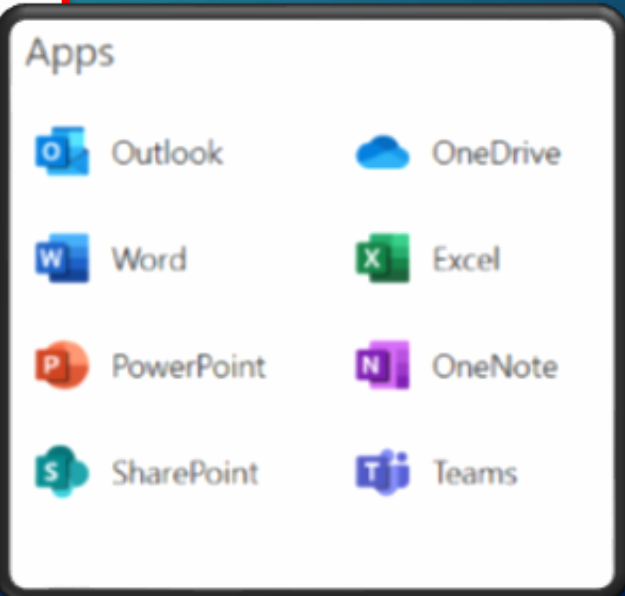 Apps
Outlook OneDrive
Word Excel
PowerPoint OneNote
SharePoint Teams